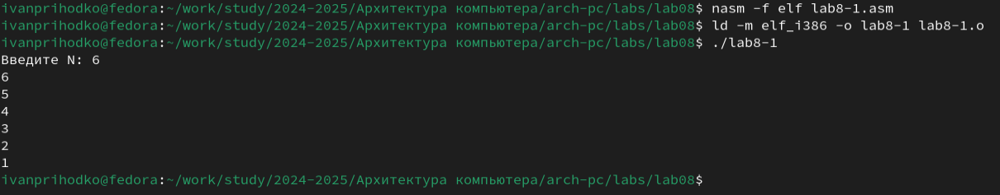 ivanprihodko@fedora:~/work/study/2024-2025/Архитектура компьютера/arch-pc/labs/lab08$ nasm -f elf lab8-1.asm
ivanprihodko@fedora:~/work/study/2024-2025/Архитектура компьютера/arch-pc/labs/lab08$ ld -m elf_i386 -o lab8-1 lab8-1.o
ivanprihodko@fedora:~/work/study/2024-2025/Архитектура компьютера/arch-pc/labs/lab08$ ./lab8-1
Введите N: 6
6
5
4
3
2
1
ivanprihodko@fedora:~/work/study/2024-2025/Архитектура компьютера/arch-pc/labs/lab08$